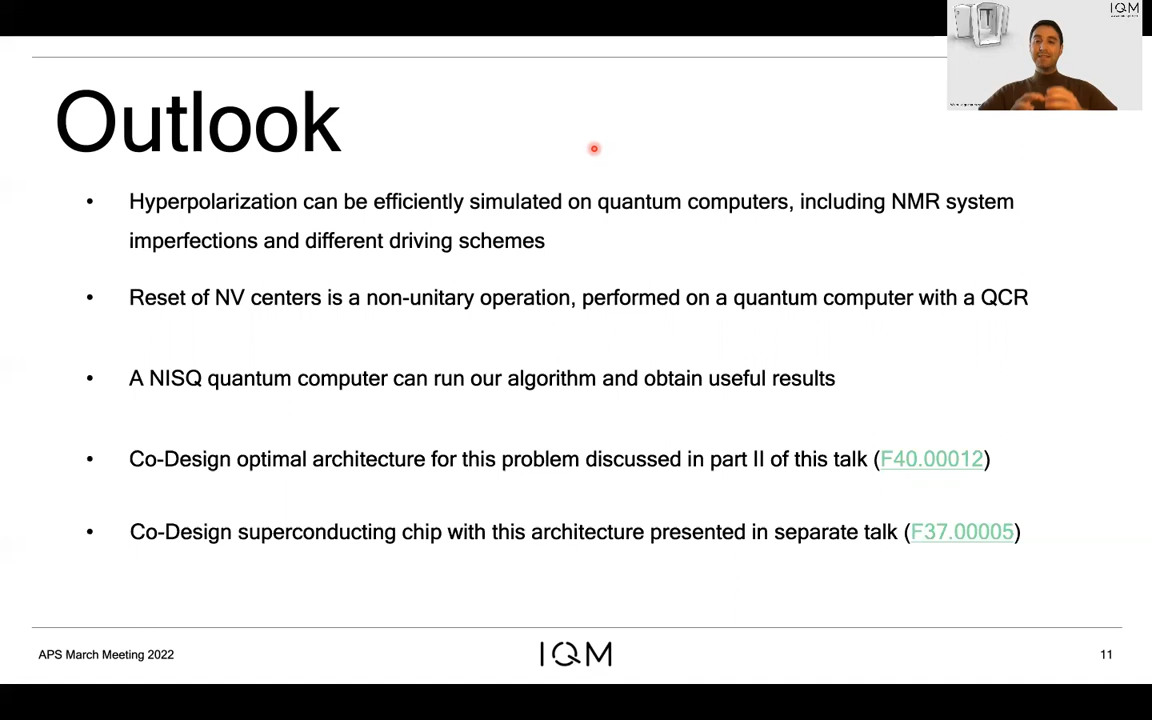 IQM
Outlook
• Hyperpolarization can be efficiently simulated on quantum computers, including NMR system
imperfections and different driving schemes
• Reset of NV centers is a non-unitary operation, performed on a quantum computer with a QCR
• A NISQ quantum computer can run our algorithm and obtain useful results
• Co-Design optimal architecture for this problem discussed in part II of this talk (F40.00012)
• Co-Design superconducting chip with this architecture presented in separate talk (F37.00005)
APS March Meeting 2022
IQM
11